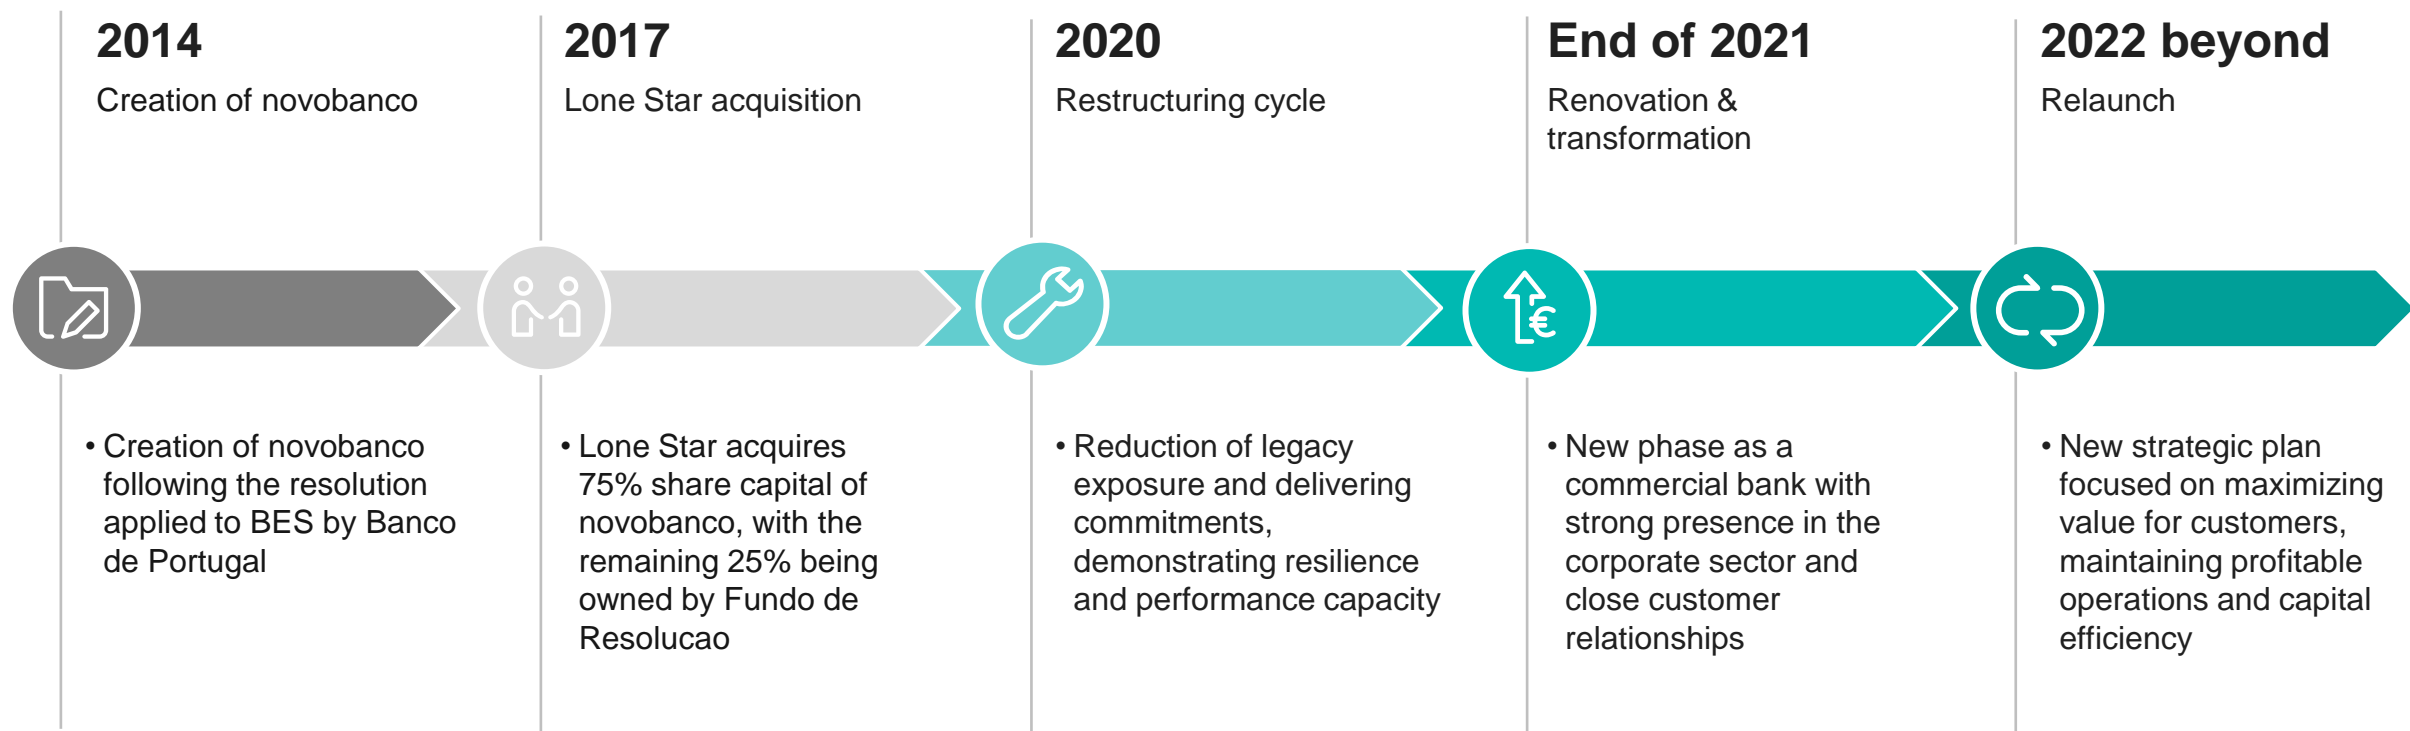 2014
Creation of novobanco
2017
Lone Star acquisition
2020
Restructuring cycle
End of 2021
Renovation &
transformation
2022 beyond
Relaunch
€
• Creation of novobanco
following the resolution
applied to BES by Banco
de Portugal
• Lone Star acquires
75% share capital of
novobanco, with the
remaining 25% being
owned by Fundo de
Resolucao
• Reduction of legacy
exposure and delivering
commitments,
demonstrating resilience
and performance capacity
• New phase as a
commercial bank with
strong presence in the
corporate sector and
close customer
relationships
• New strategic plan
focused on maximizing
value for customers,
maintaining profitable
operations and capital
efficiency